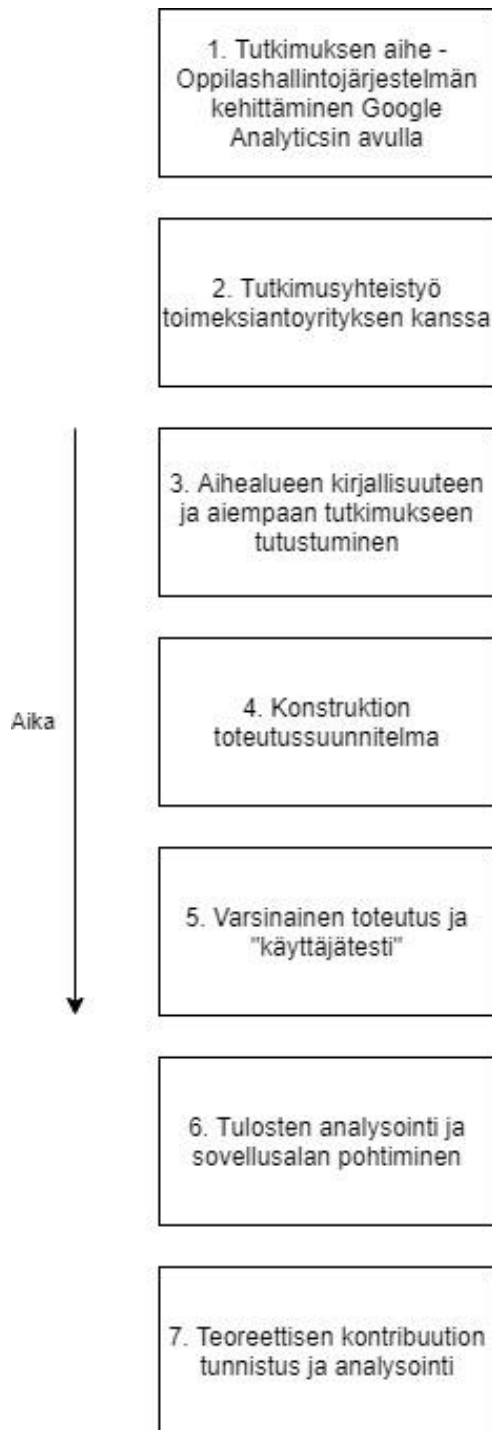 1. Tutkimuksen aihe -
Oppilashallintojärjestelmän
kehittäminen Google
Analyticsin avulla
2. Tutkimusyhteistyö
toimeksiantoyrityksen kanssa
3. Aihealueen kirjallisuuteen
ja aiempaan tutkimukseen
tutustuminen
Aika
4. Konstruktion
toteutussuunnitelma
5. Varsinainen toteutus ja
"käyttäjätesti"
6. Tulosten analysointi ja
sovellusalan pohtiminen
7. Teoreettisen kontribuution
tunnistus ja analysointi